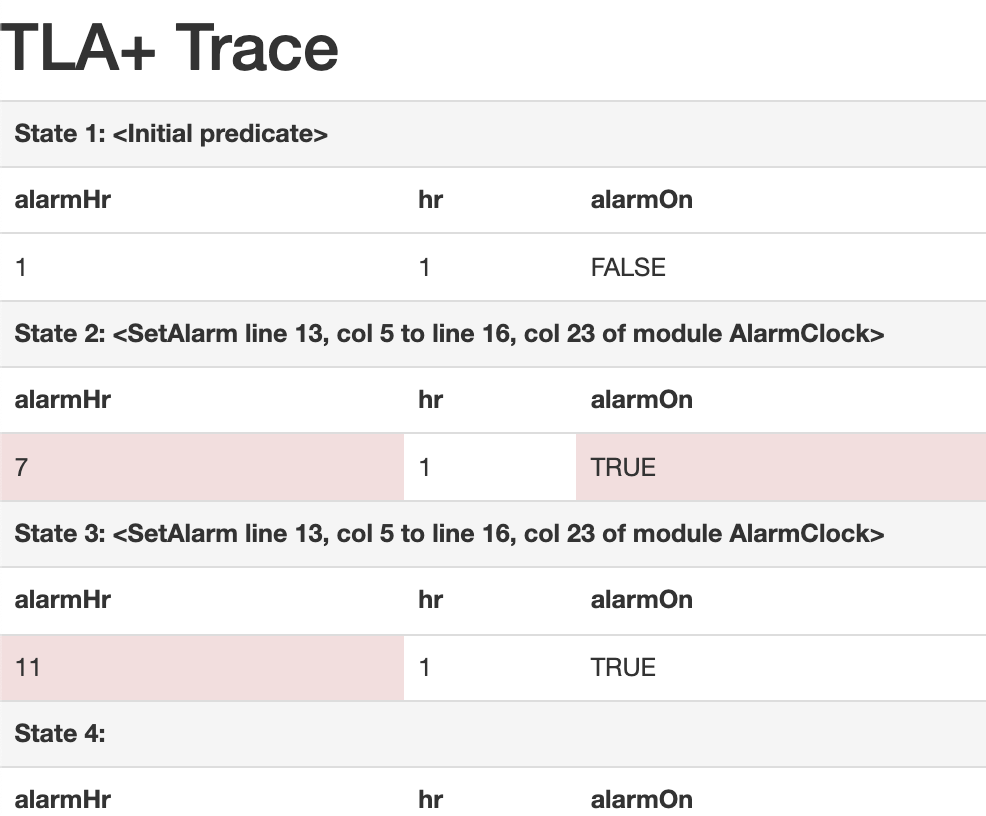 TLA+ Trace
State 1: <Initial predicate>
alarmHr hr alarmOn
1 1 FALSE
State 2: <SetAlarm line 13, col 5 to line 16, col 23 of module AlarmClock>
alarmHr hr alarmOn
7 1 TRUE
State 3: <SetAlarm line 13, col 5 to line 16, col 23 of module AlarmClock>
alarmHr hr alarmOn
11 1 TRUE
State 4:
alarmHr hr alarmOn